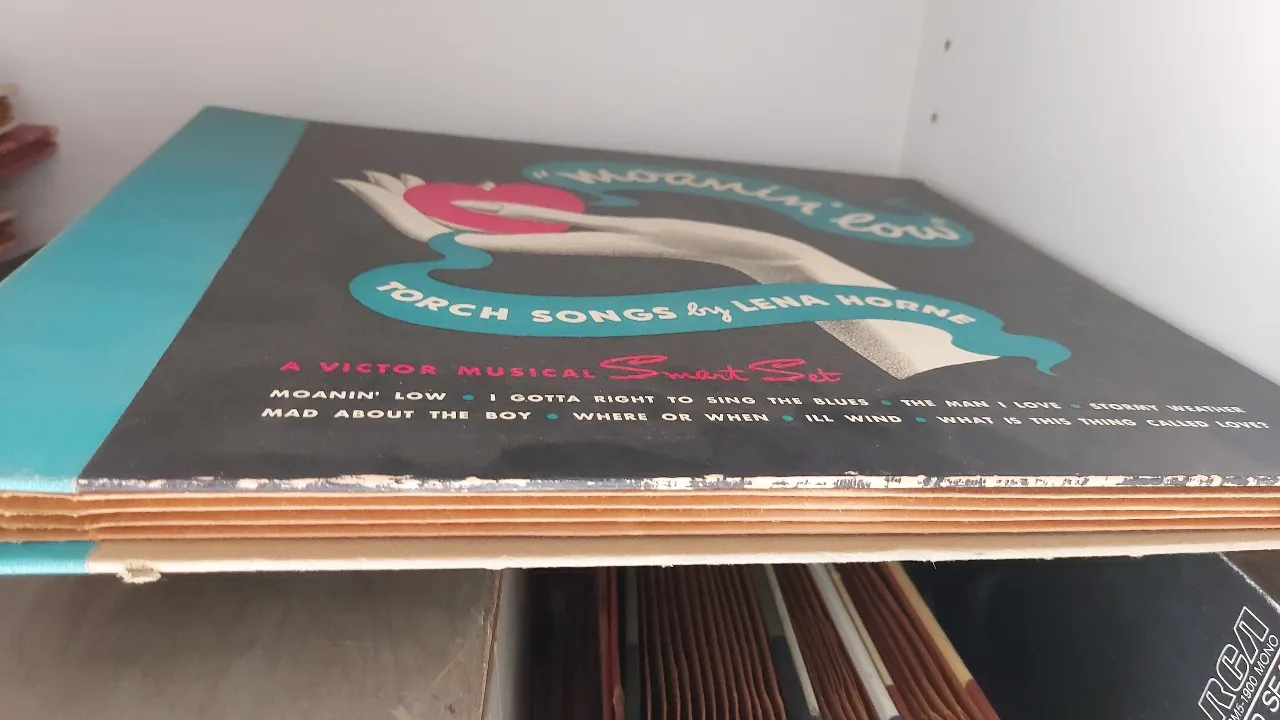 "moanin' low"
TORCH SONGS by LENA HORNE
A VICTOR MUSICAL Smart Set
MOANIN' LOW • I GOTTA RIGHT TO SING THE BLUES • THE MAN I LOVE • STORMY WEATHER
MAD ABOUT THE BOY • WHERE OR WHEN • ILL WIND • WHAT IS THIS THING CALLED LOVE?
RCA
MONO